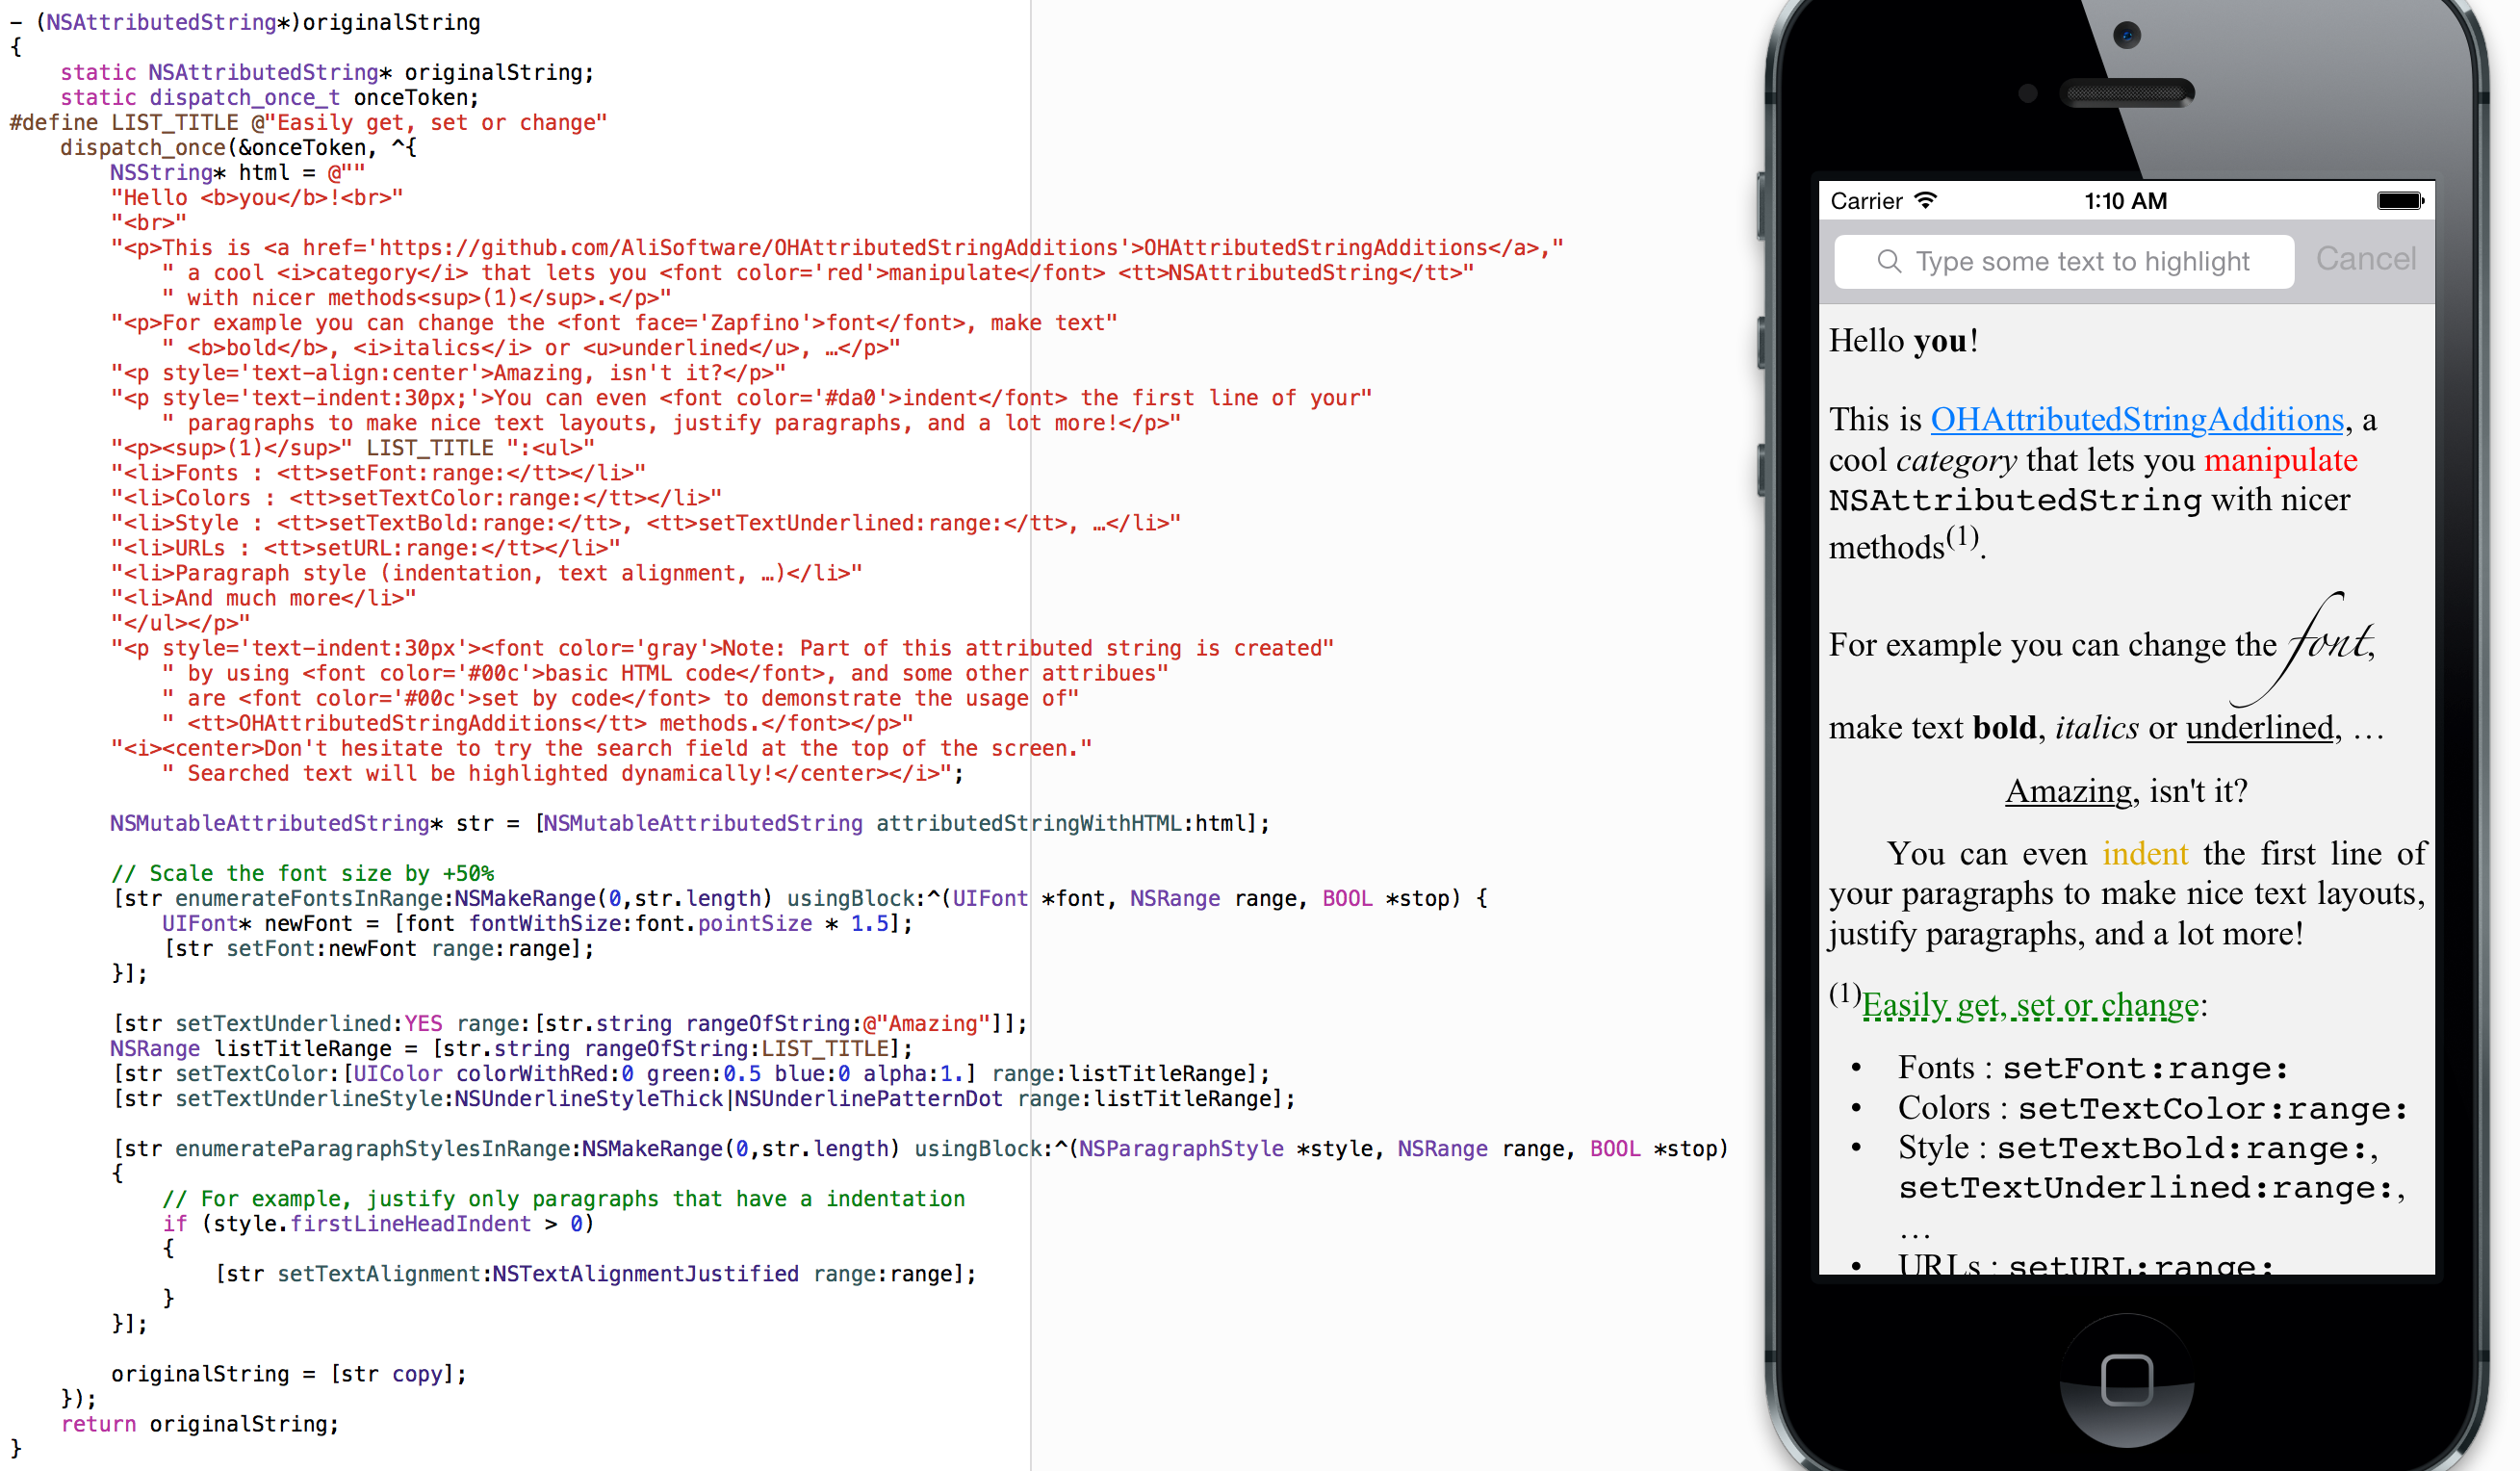 - (NSAttributedString*)originalString
{
    static NSAttributedString* originalString;
    static dispatch_once_t onceToken;
#define LIST_TITLE @"Easily get, set or change"
    dispatch_once(&onceToken, ^{
        NSString* html = @""
        "Hello <b>you</b>!<br>"
        "<br>"
        "<p>This is <a href='https://github.com/AliSoftware/OHAttributedStringAdditions'>OHAttributedStringAdditions</a>,"
            " a cool <i>category</i> that lets you <font color='red'>manipulate</font> <tt>NSAttributedString</tt>"
            " with nicer methods<sup>(1)</sup>.</p>"
        "<p>For example you can change the <font face='Zapfino'>font</font>, make text"
            " <b>bold</b>, <i>italics</i> or <u>underlined</u>, …</p>"
        "<p style='text-align:center'>Amazing, isn't it?</p>"
        "<p style='text-indent:30px;'>You can even <font color='#da0'>indent</font> the first line of your"
            " paragraphs to make nice text layouts, justify paragraphs, and a lot more!</p>"
        "<p><sup>(1)</sup>" LIST_TITLE ":<ul>"
        "<li>Fonts : <tt>setFont:range:</tt></li>"
        "<li>Colors : <tt>setTextColor:range:</tt></li>"
        "<li>Style : <tt>setTextBold:range:</tt>, <tt>setTextUnderlined:range:</tt>, …</li>"
        "<li>URLs : <tt>setURL:range:</tt></li>"
        "<li>Paragraph style (indentation, text alignment, …)</li>"
        "<li>And much more</li>"
        "</ul></p>"
        "<p style='text-indent:30px'><font color='gray'>Note: Part of this attributed string is created"
            " by using <font color='#00c'>basic HTML code</font>, and some other attribues"
            " are <font color='#00c'>set by code</font> to demonstrate the usage of"
            " <tt>OHAttributedStringAdditions</tt> methods.</font></p>"
        "<i><center>Don't hesitate to try the search field at the top of the screen."
            " Searched text will be highlighted dynamically!</center></i>";
        NSMutableAttributedString* str = [NSMutableAttributedString attributedStringWithHTML:html];
        // Scale the font size by +50%
        [str enumerateFontsInRange:NSMakeRange(0,str.length) usingBlock:^(UIFont *font, NSRange range, BOOL *stop) {
            UIFont* newFont = [font fontWithSize:font.pointSize * 1.5];
            [str setFont:newFont range:range];
        }];
        [str setTextUnderlined:YES range:[str.string rangeOfString:@"Amazing"]];
        NSRange listTitleRange = [str.string rangeOfString:LIST_TITLE];
        [str setTextColor:[UIColor colorWithRed:0 green:0.5 blue:0 alpha:1.] range:listTitleRange];
        [str setTextUnderlineStyle:NSUnderlineStyleThick|NSUnderlinePatternDot range:listTitleRange];
        [str enumerateParagraphStylesInRange:NSMakeRange(0,str.length) usingBlock:^(NSParagraphStyle *style, NSRange range, BOOL *stop)
        {
            // For example, justify only paragraphs that have a indentation
            if (style.firstLineHeadIndent > 0)
            {
                [str setTextAlignment:NSTextAlignmentJustified range:range];
            }
        }];
        originalString = [str copy];
    });
    return originalString;
}
Carrier 1:10 AM
Type some text to highlight Cancel
Hello you!
This is OHAttributedStringAdditions, a
cool category that lets you manipulate
NSAttributedString with nicer
methods(1).
For example you can change the font,
make text bold, italics or underlined, …
Amazing, isn't it?
You can even indent the first line of
your paragraphs to make nice text layouts,
justify paragraphs, and a lot more!
(1)Easily get, set or change:
• Fonts : setFont:range:
• Colors : setTextColor:range:
• Style : setTextBold:range:,
setTextUnderlined:range:,
…
• URLs : setURL:range: